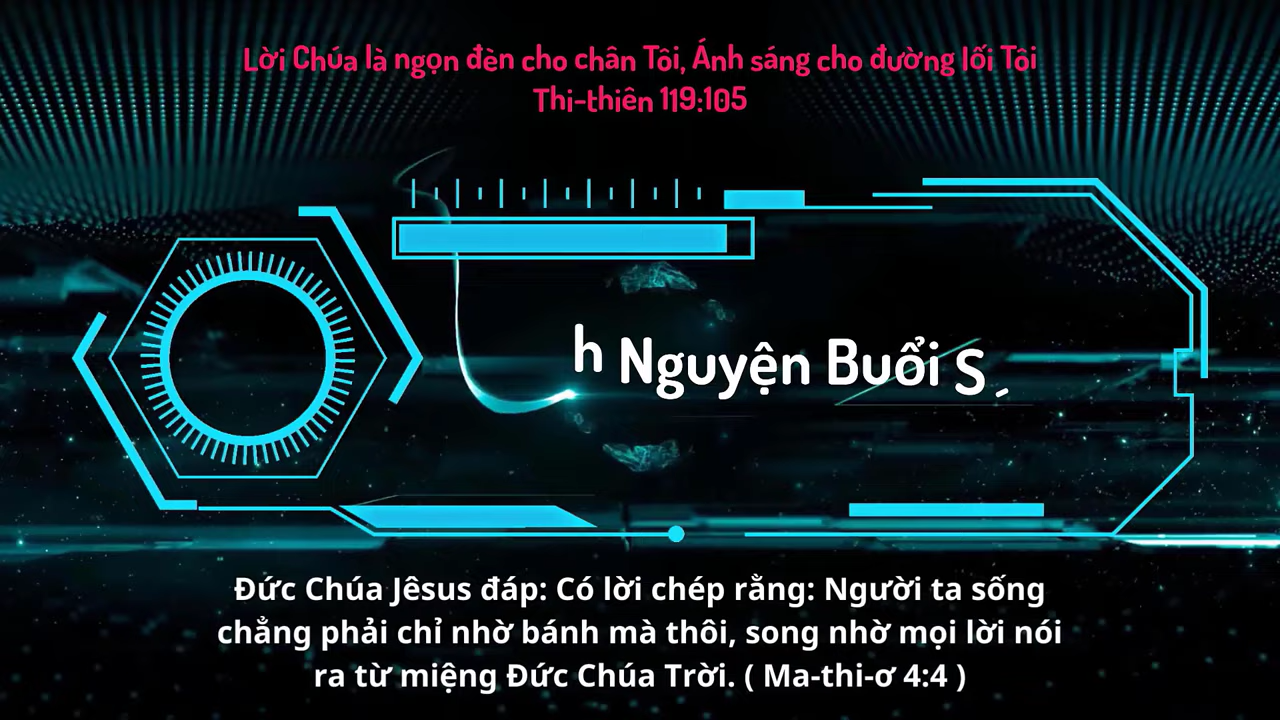 Lời Chúa là ngọn đèn cho chân Tôi, Ánh sáng cho đường lối Tôi
Thi-thiên 119:105
h Nguyện Buổi S
Đức Chúa Jêsus đáp: Có lời chép rằng: Người ta sống
chẳng phải chỉ nhờ bánh mà thôi, song nhờ mọi lời nói
ra từ miệng Đức Chúa Trời. ( Ma-thi-ơ 4:4 )